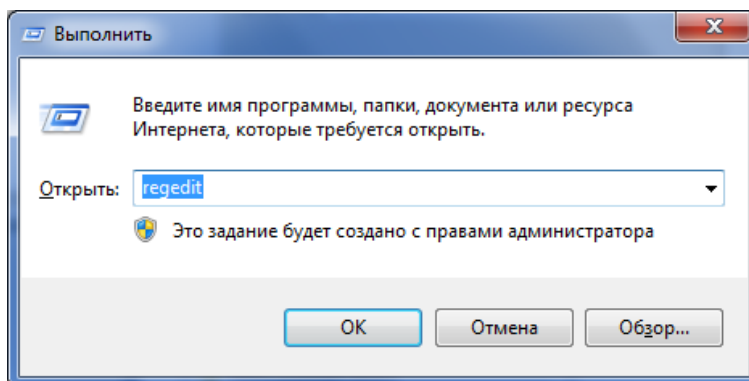 Выполнить
Введите имя программы, папки, документа или ресурса
Интернета, которые требуется открыть.
Открыть: regedit
Это задание будет создано с правами администратора
ОК Отмена Обзор...